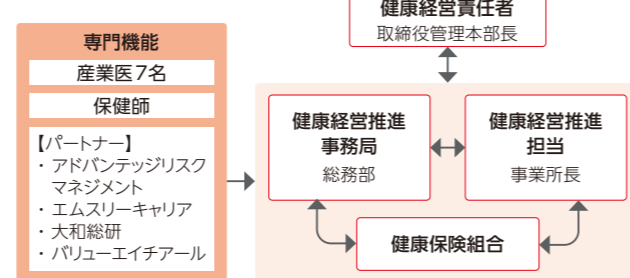 健康経営責任者
取締役管理本部長
専門機能
産業医7名
保健師
【パートナー】
・アドバンテッジリスク
マネジメント
・エムスリーキャリア
・大和総研
・バリューエイチアール
健康経営推進
事務局
総務部
健康経営推進
担当
事業所長
健康保険組合